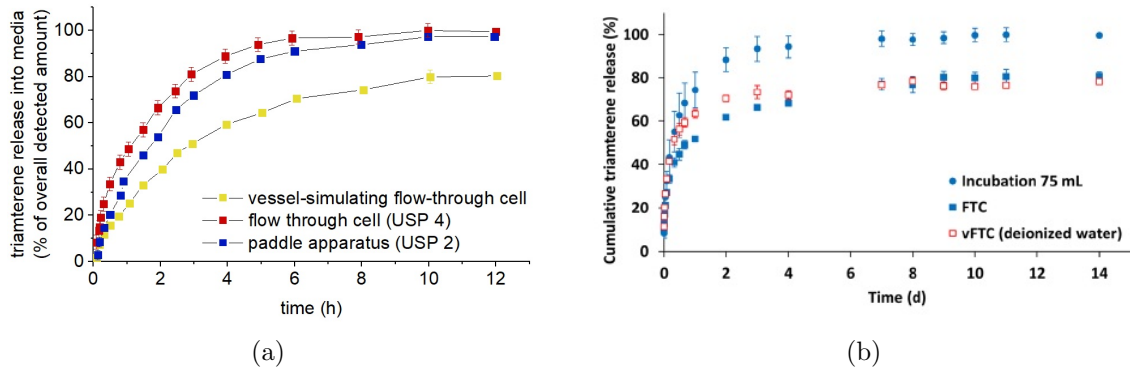 triamterene release into media
(% of overall detected amount)
100
80
60
40
20
0
0 2 4 6 8 10 12
time (h)
vessel-simulating flow-through cell
flow through cell (USP 4)
paddle apparatus (USP 2)
(a)
Cumulative triamterene release (%)
100
80
60
40
20
0
0 2 4 6 8 10 12 14
Time (d)
Incubation 75 mL
FTC
vFTC (deionized water)
(b)